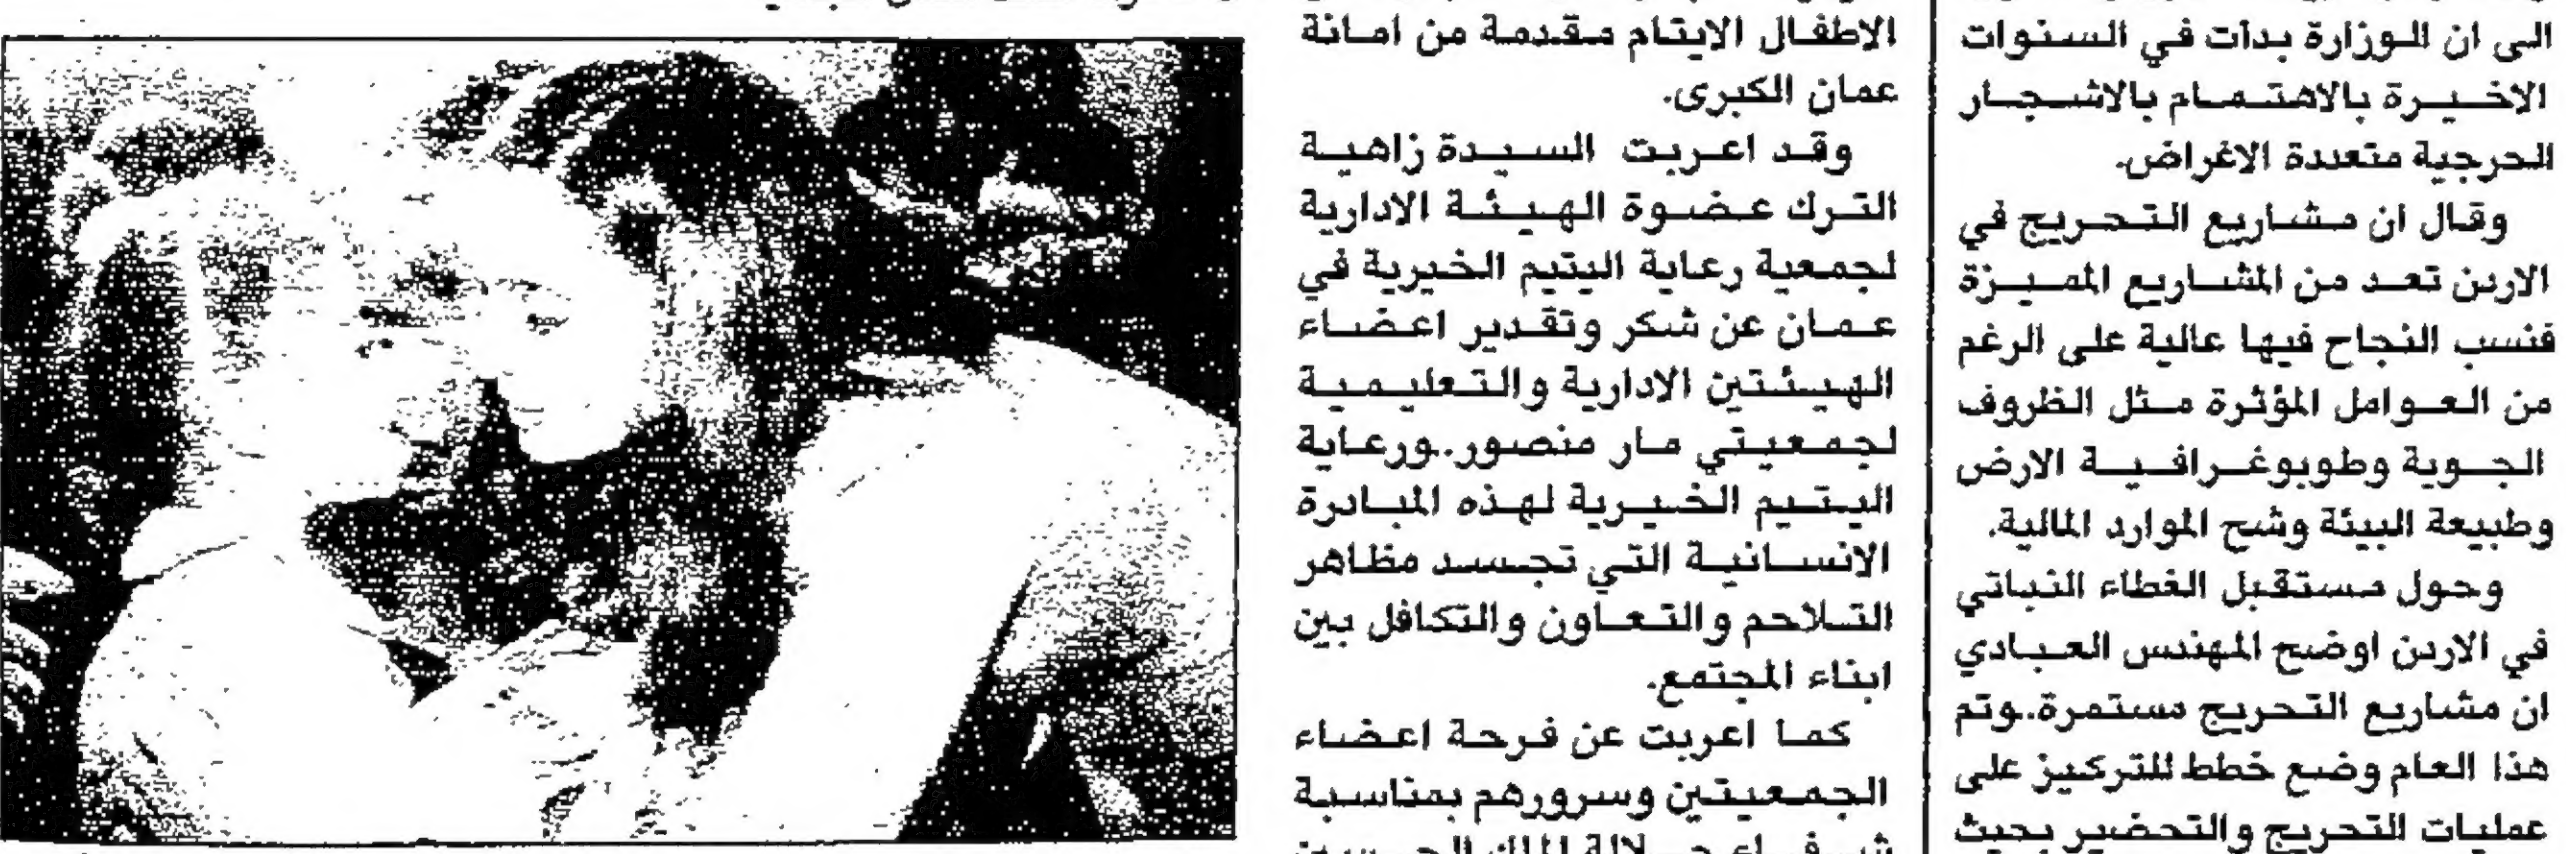 الى ان الوزارة بدأت في السنوات
الاخيرة بالاهتمام بالاشجار
الحرجية متعددة الاغراض.
وقال ان مشاريع التحريج في
الاردن تعد من المشاريع المميزة
فنسب النجاح فيها عالية على الرغم
من العوامل المؤثرة مثل الظروف
الجوية وطوبوغرافية الارض
وطبيعة البيئة وشح الموارد المالية.
وحول مستقبل الغطاء النباتي
في الاردن اوضح المهندس العبادي
ان مشاريع التحريج مستمرة..وتم
هذا العام وضع خطط للتركيز على
عمليات التحريج والتحضير بحيث
الاطفال الايتام مقدمة من امانة
عمان الكبرى.
وقد اعربت السيدة زاهية
الترك عضوة الهيئة الادارية
لجمعية رعاية اليتيم الخيرية في
عمان عن شكر وتقدير اعضاء
الهيئتين الادارية والتعليمية
لجمعيتي مار منصور..ورعاية
اليتيم الخيرية لهذه المبادرة
الانسانية التي تجسد مظاهر
التلاحم والتعاون والتكافل بين
ابناء المجتمع.
كما اعربت عن فرحة اعضاء
الجمعيتين وسرورهم بمناسبة
جلالة الملك الحسين